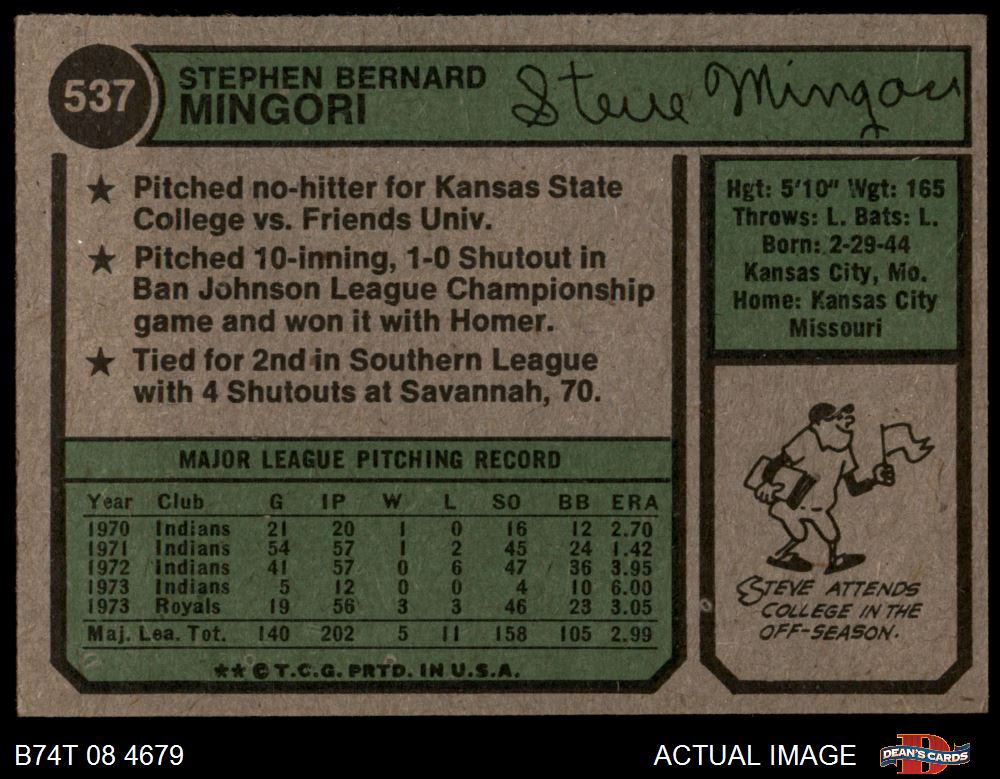 537
STEPHEN BERNARD
MINGORI
Steve Mingori
★ Pitched no-hitter for Kansas State
College vs. Friends Univ.
★ Pitched 10-inning, 1-0 Shutout in
Ban Johnson League Championship
game and won it with Homer.
★ Tied for 2nd in Southern League
with 4 Shutouts at Savannah, 70.
Hgt: 5'10" Wgt: 165
Throws: L. Bats: L.
Born: 2-29-44
Kansas City, Mo.
Home: Kansas City
Missouri
MAJOR LEAGUE PITCHING RECORD
Year Club G IP W L SO BB ERA
1970 Indians 21 20 1 0 16 12 2.70
1971 Indians 54 57 1 2 45 24 1.42
1972 Indians 41 57 0 6 47 36 3.95
1973 Indians 5 12 0 0 4 10 6.00
1973 Royals 19 56 3 3 46 23 3.05
Maj. Lea. Tot. 140 202 5 11 158 105 2.99
★★ © T.C.G. PRTD. IN U.S.A.
STEVE ATTENDS
COLLEGE IN THE
OFF-SEASON.
B74T 08 4679
ACTUAL IMAGE
DEAN'S CARDS